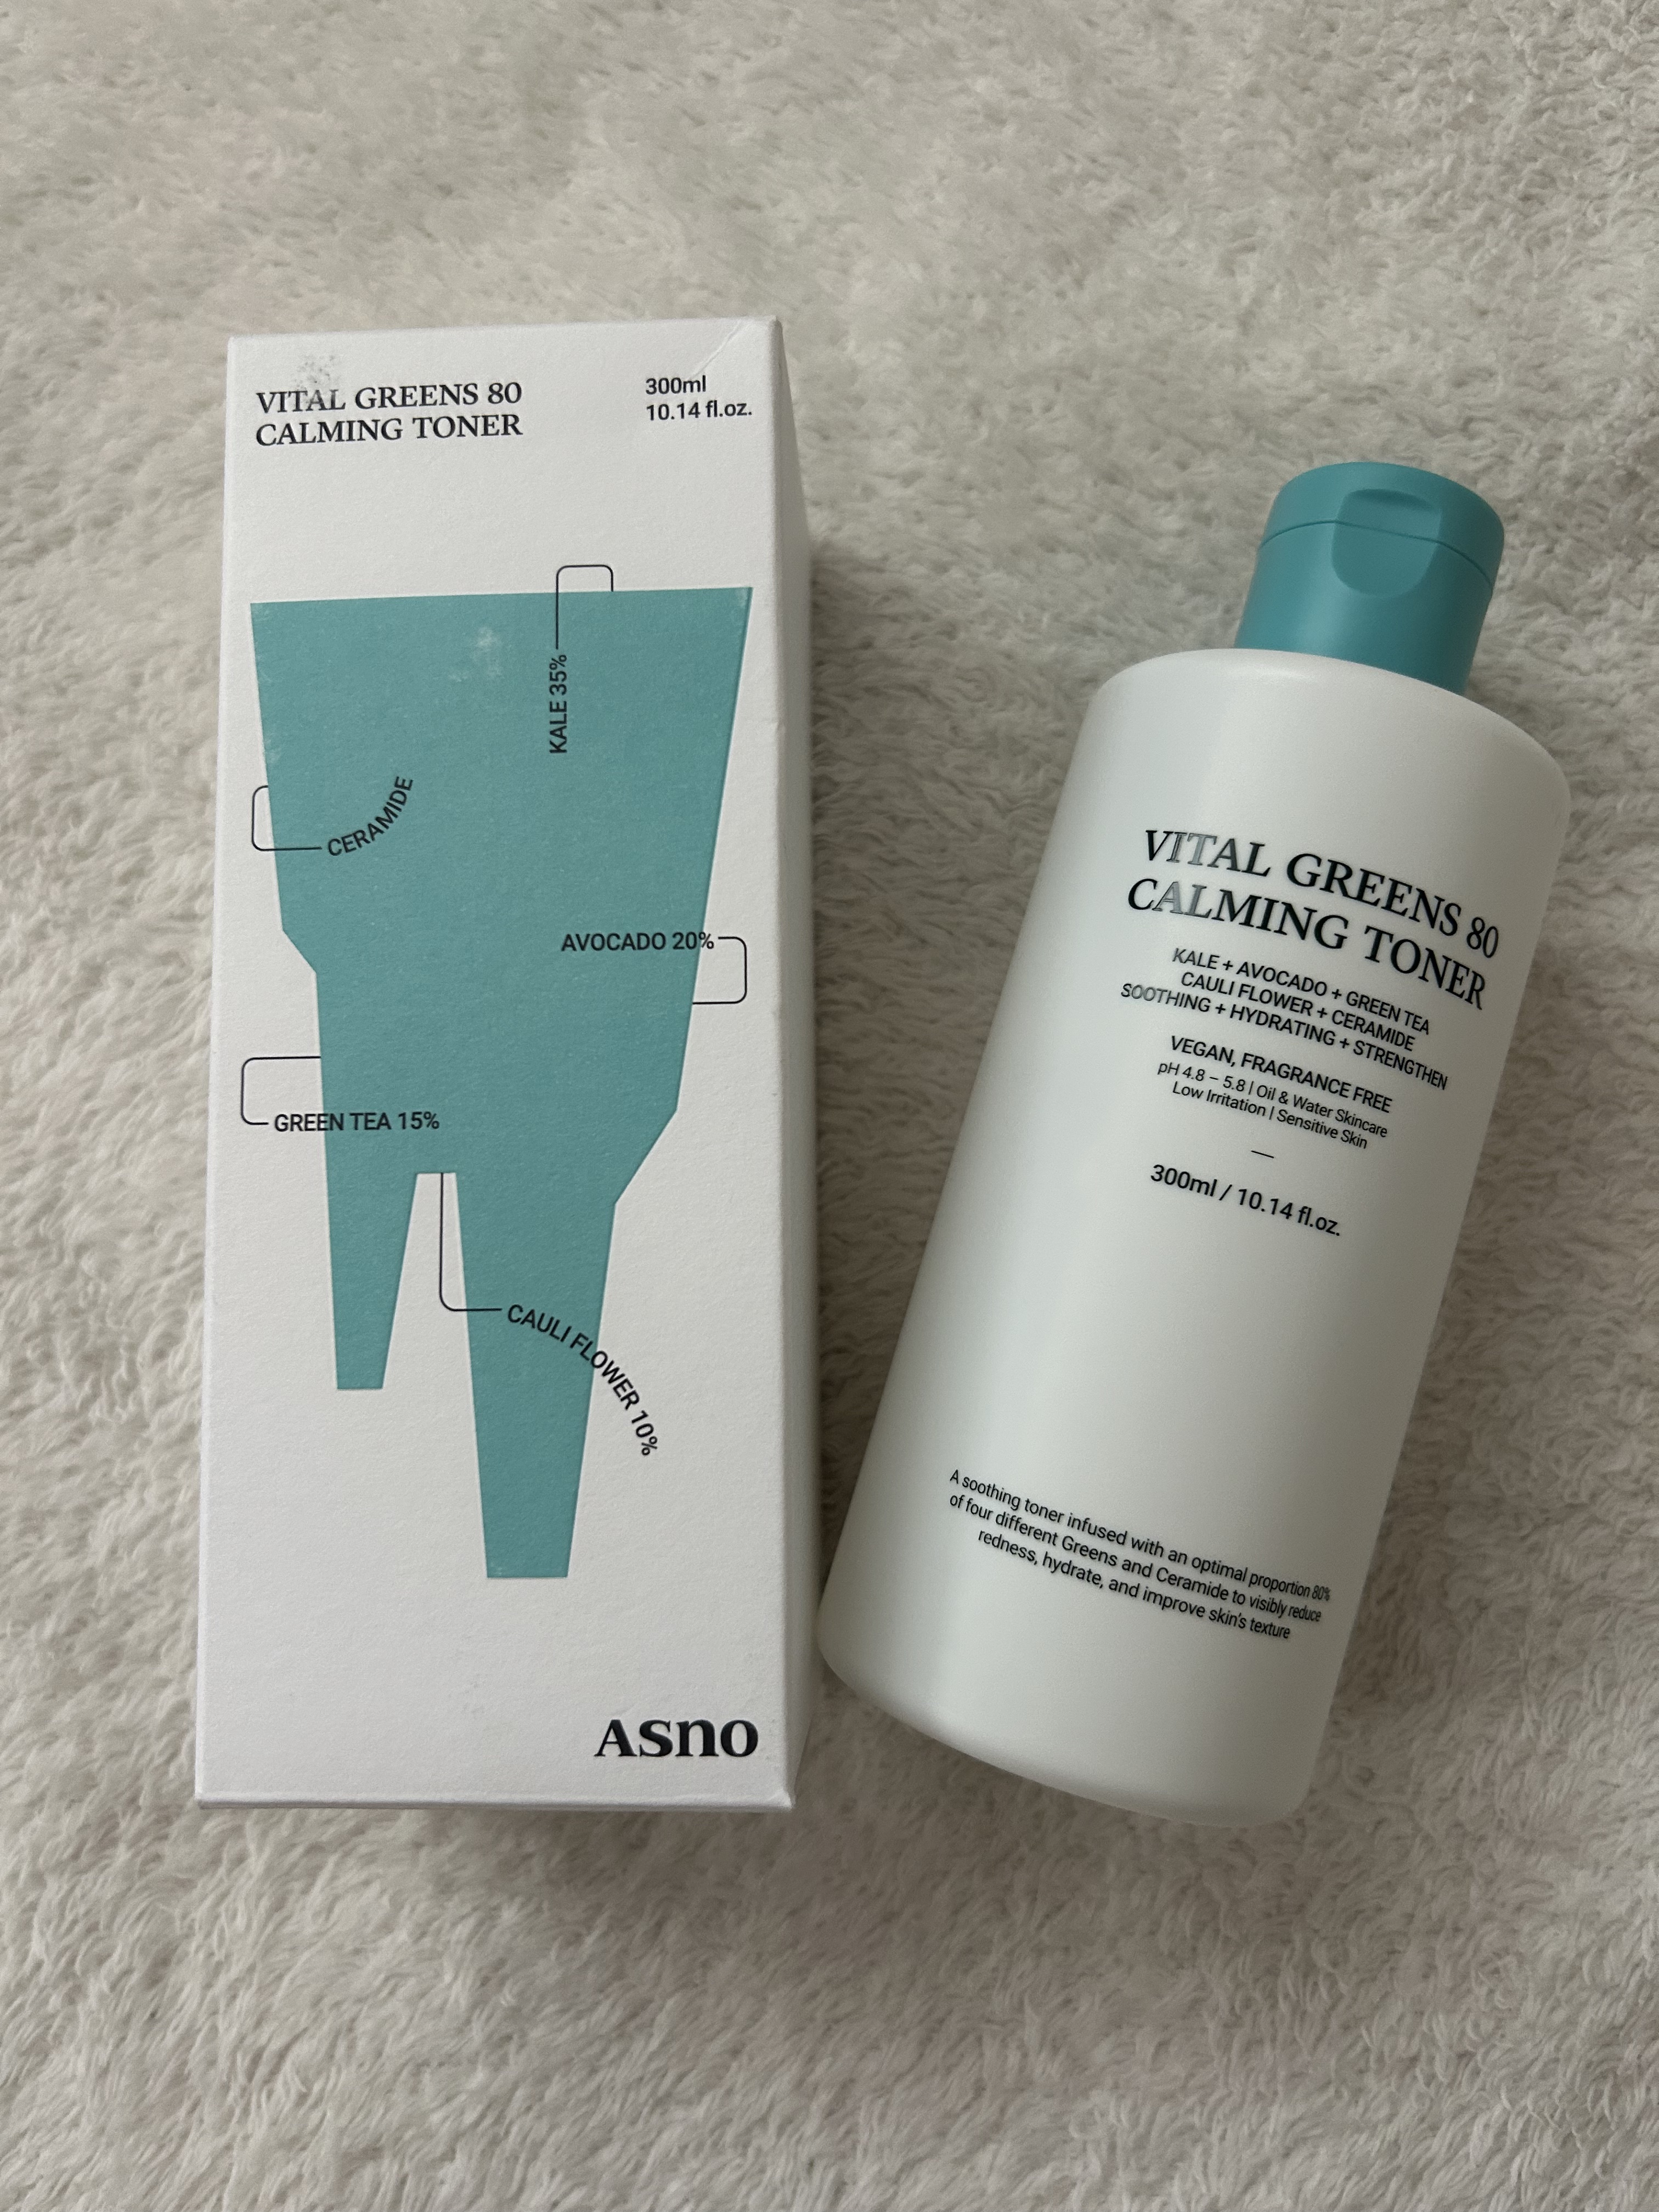 VITAL GREENS 80
CALMING TONER
300ml
10.14 fl.oz.
KALE 35%
CERAMIDE
AVOCADO 20%
GREEN TEA 15%
CAULI FLOWER 10%
ASNO
VITAL GREENS 80
CALMING TONER
KALE + AVOCADO + GREEN TEA
CAULI FLOWER + CERAMIDE
SOOTHING + HYDRATING + STRENGTHEN
VEGAN, FRAGRANCE FREE
pH 4.8 – 5.8 | Oil & Water Skincare
Low Irritation | Sensitive Skin
300ml / 10.14 fl.oz.
A soothing toner infused with an optimal proportion 80%
of four different Greens and Ceramide to visibly reduce
redness, hydrate, and improve skin's texture